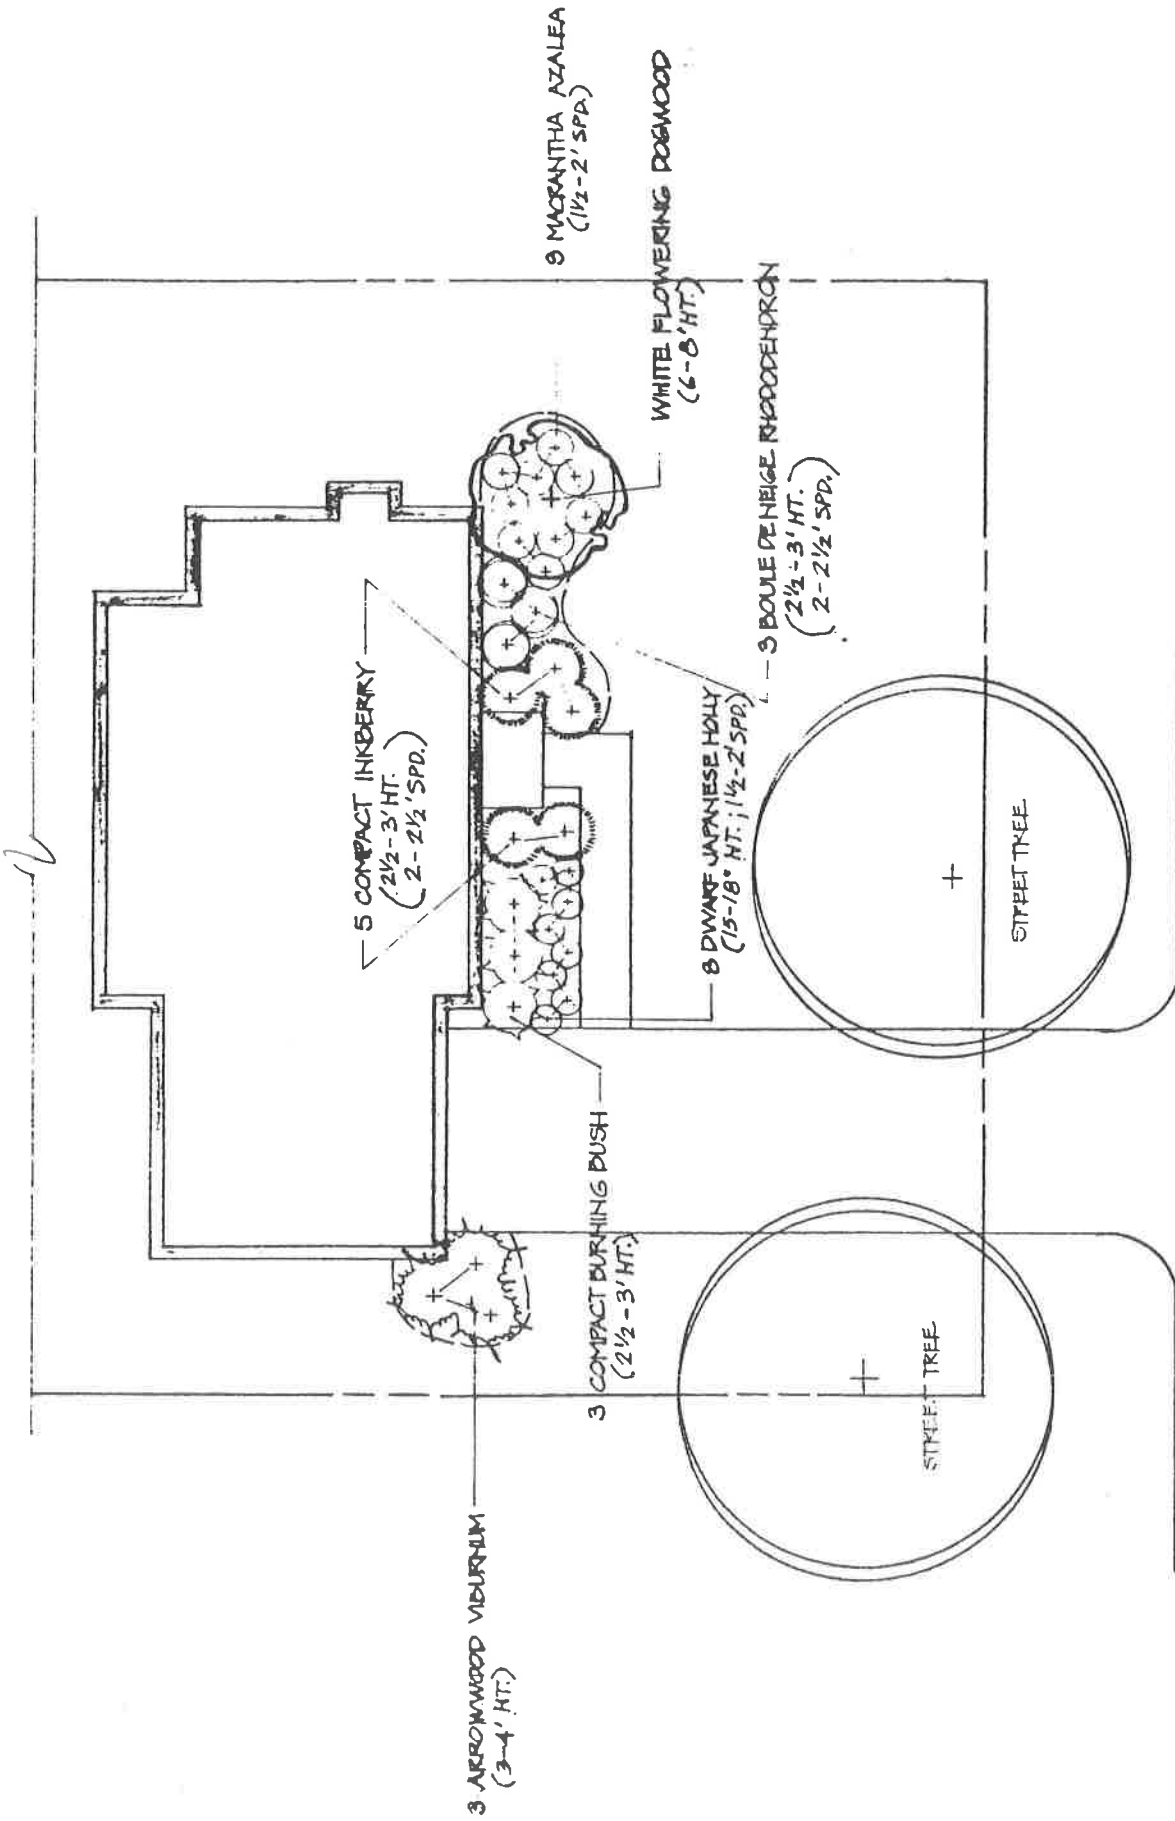 9 MACRANTHA AZALEA
(1½-2' SPD.)
WHITE FLOWERING DOGWOOD
(6-8' HT.)
3 BOULE DE NEIGE RHODODENDRON
(2½-3' HT.)
(2-2½' SPD.)
5 COMPACT INKBERRY
(2½-3' HT.)
(2-2½' SPD.)
8 DWARF JAPANESE HOLLY
(15-18" HT.; 1½-2' SPD.)
STREET TREE
3 COMPACT BURNING BUSH
(2½-3' HT.)
STREET TREE
3 ARROWWOOD VIBURNUM
(3-4' HT.)